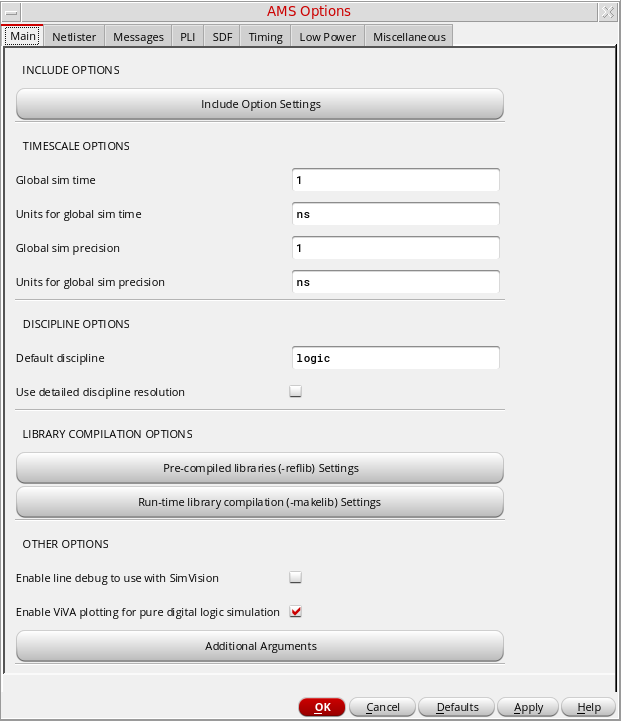 AMS Options
Main Netlister Messages PLI SDF Timing Low Power Miscellaneous
INCLUDE OPTIONS
Include Option Settings
TIMESCALE OPTIONS
Global sim time 1
Units for global sim time ns
Global sim precision 1
Units for global sim precision ns
DISCIPLINE OPTIONS
Default discipline logic
Use detailed discipline resolution
LIBRARY COMPILATION OPTIONS
Pre-compiled libraries (-reflib) Settings
Run-time library compilation (-makelib) Settings
OTHER OPTIONS
Enable line debug to use with SimVision
Enable ViVA plotting for pure digital logic simulation
Additional Arguments
OK Cancel Defaults Apply Help